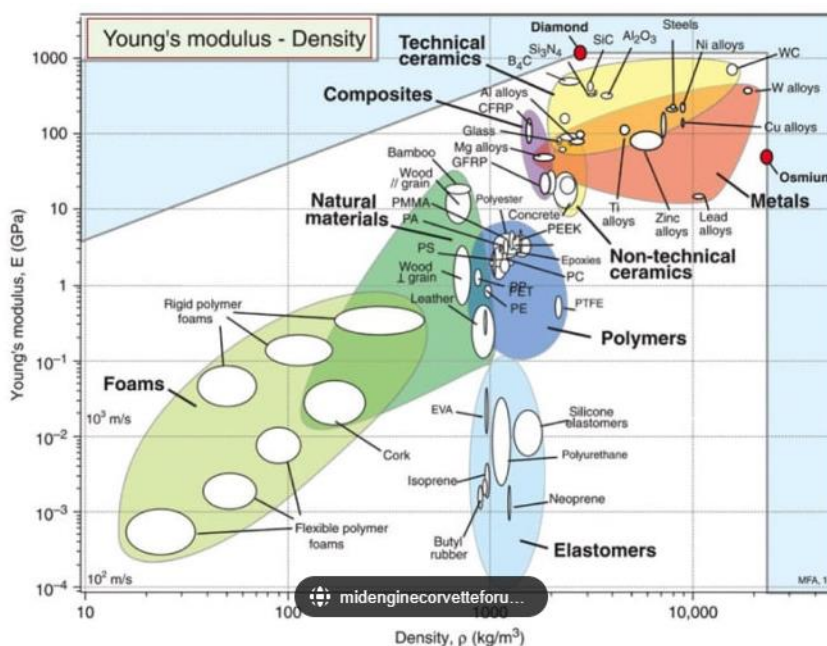 Young's modulus - Density
Diamond
Technical
ceramics
Si3N4
B4C
SiC
Al2O3
Steels
Ni alloys
WC
W alloys
Composites
Al alloys
CFRP
Glass
Mg alloys
GFRP
Cu alloys
Osmium
Metals
Bamboo
Wood
// grain
Natural
materials
PMMA
PA
PS
Polyester
Concrete
PEEK
Epoxies
PC
Ti
alloys
Zinc
alloys
Lead
alloys
Non-technical
ceramics
Wood
⊥ grain
Leather
PP
PET
PE
PTFE
Polymers
Rigid polymer
foams
Foams
10³ m/s
Cork
EVA
Silicone
elastomers
Polyurethane
Isoprene
Neoprene
Butyl
rubber
Flexible polymer
foams
Elastomers
10² m/s
MFA, 1
1000
100
10
1
10⁻¹
10⁻²
10⁻³
10⁻⁴
Young's modulus, E (GPa)
10
100
1000
10,000
Density, ρ (kg/m³)
midenginecorvetteforu...